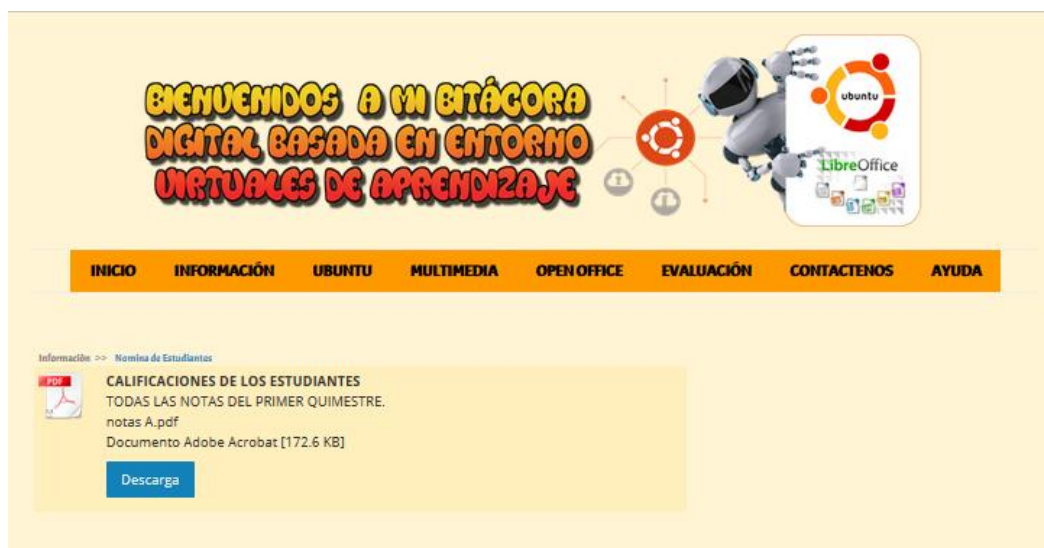 BIENVENIDOS A MI BITÁCORA
DIGITAL BASADA EN ENTORNO
VIRTUALES DE APRENDIZAJE
ubuntu
LibreOffice
INICIO INFORMACIÓN UBUNTU MULTIMEDIA OPEN OFFICE EVALUACIÓN CONTACTENOS AYUDA
Información >> Nomina de Estudiantes
PDF
CALIFICACIONES DE LOS ESTUDIANTES
TODAS LAS NOTAS DEL PRIMER QUIMESTRE.
notas A.pdf
Documento Adobe Acrobat [172.6 KB]
Descarga